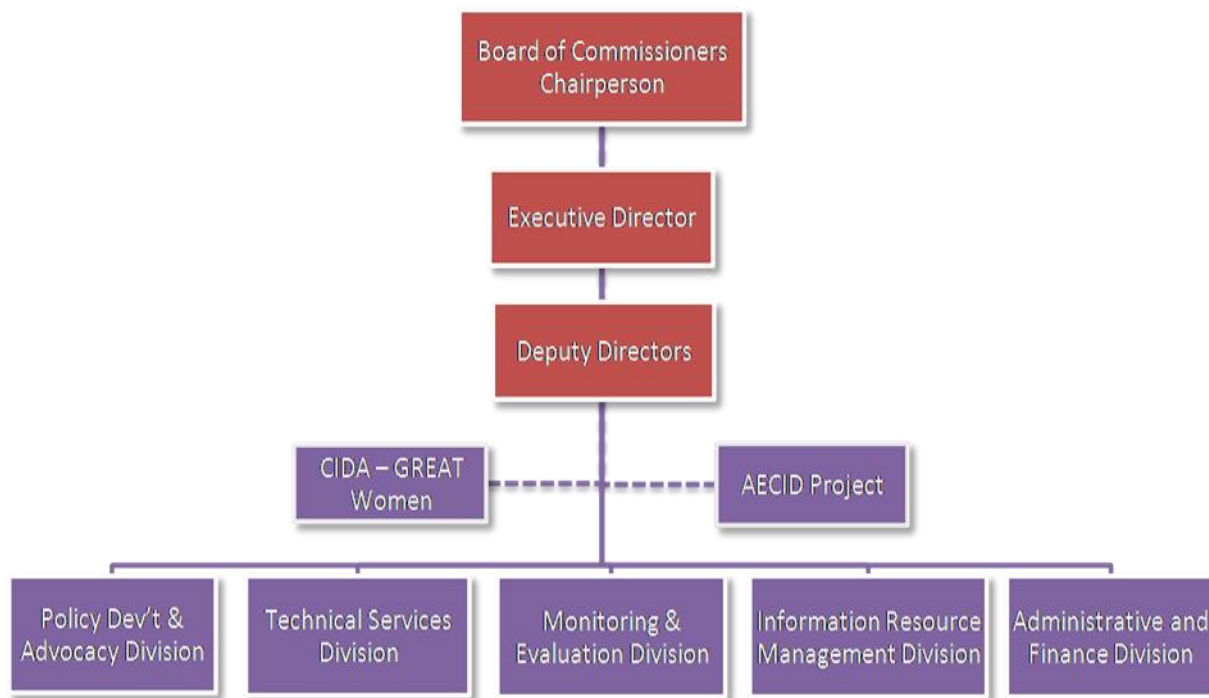 Board of Commissioners
Chairperson
Executive Director
Deputy Directors
CIDA – GREAT
Women
AECID Project
Policy Dev’t &
Advocacy Division
Technical Services
Division
Monitoring &
Evaluation Division
Information Resource
Management Division
Administrative and
Finance Division